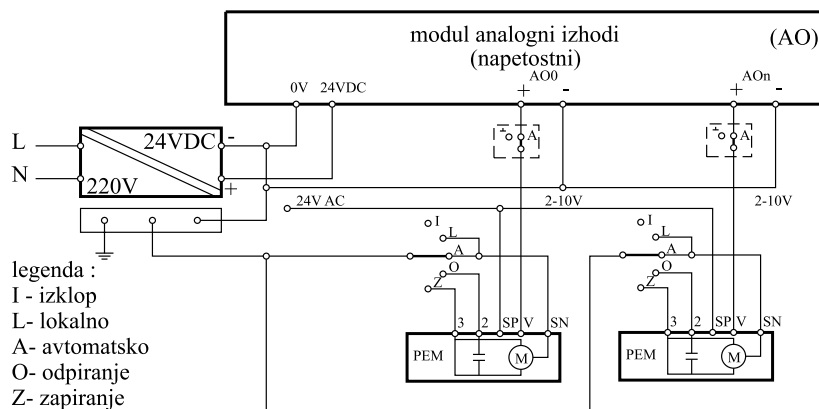 modul analogni izhodi
(napetostni)
(AO)
0V 24VDC
+ AO0 -
+ AOn -
A
A
L
N
24VDC -
220V +
24V AC
2-10V
2-10V
I
L
A
O
Z
I
L
A
O
Z
legenda :
I - izklop
L- lokalno
A- avtomatsko
O- odpiranje
Z- zapiranje
3 2 SP V SN
PEM M
3 2 SP V SN
PEM M